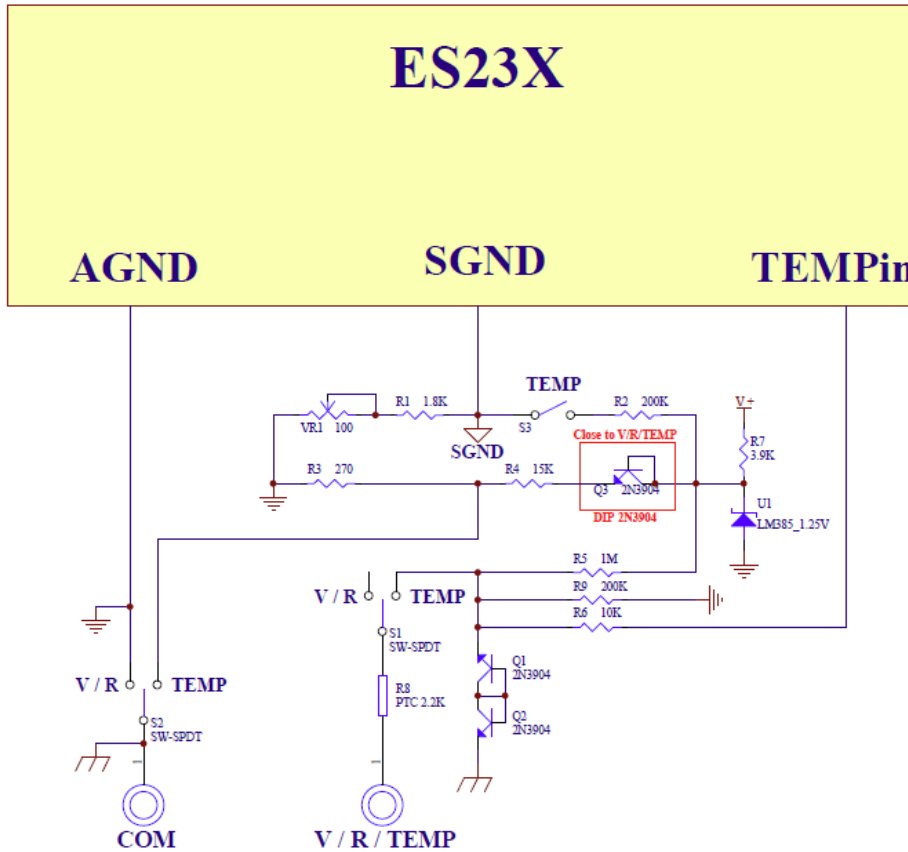 ES23X
AGND
SGND
TEMPin
TEMP
R1 1.8K
R2 200K
V+
VR1 100
S3
SGND
Close to V/R/TEMP
R7
3.9K
R3 270
R4 15K
Q3 2N3904
DIP 2N3904
U1
LM385_1.25V
R5 1M
V / R
TEMP
R9 200K
R6 10K
S1
SW-SPDT
Q1
2N3904
V / R
TEMP
R8
PTC 2.2K
Q2
2N3904
S2
SW-SPDT
1
1
COM
V / R / TEMP